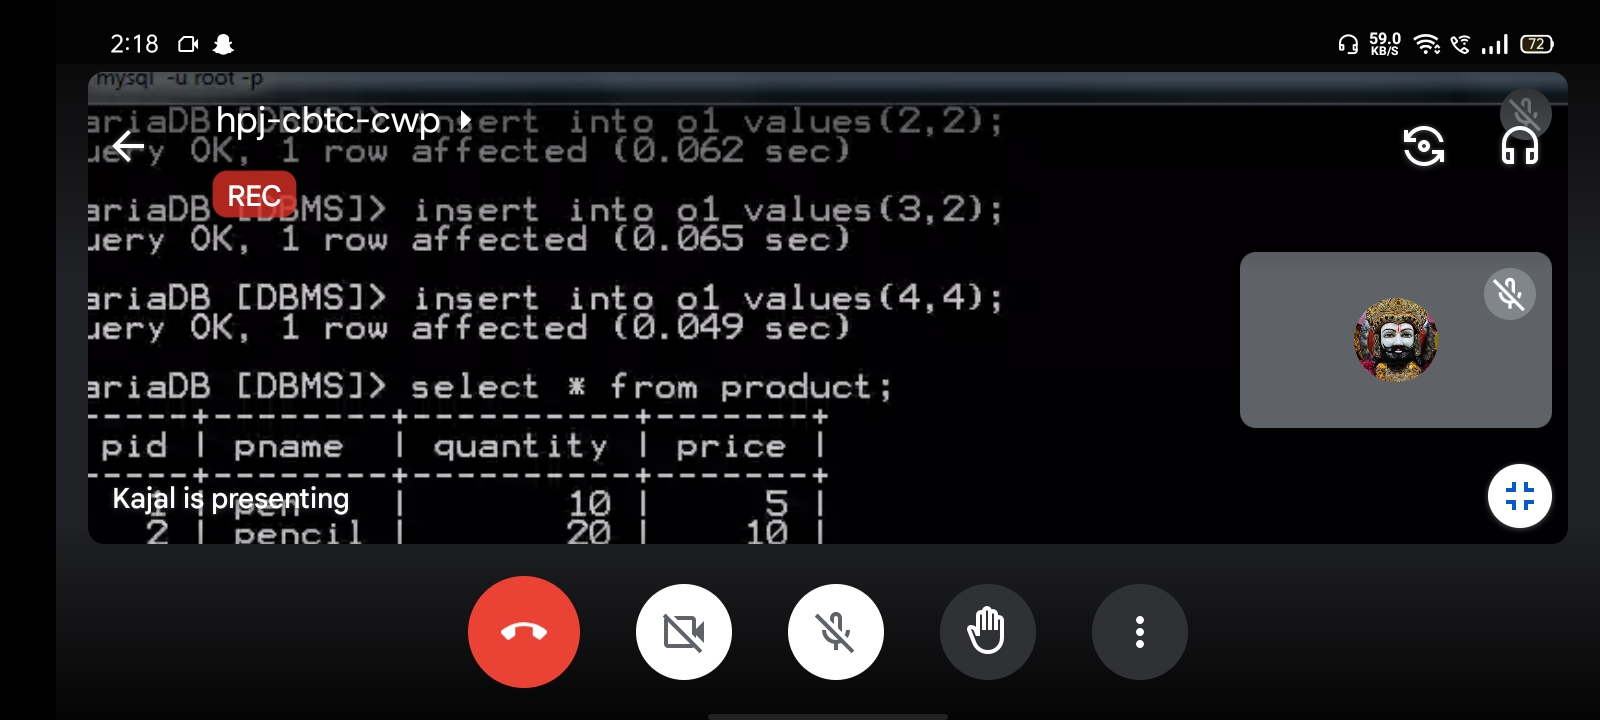 2:18
59.0
KB/S
72
mysql -u root -p
ariaDB insert into o1 values(2,2);
hpj-cbtc-cwp
uery OK, 1 row affected (0.062 sec)
REC
ariaDB [DBMS]> insert into o1 values(3,2);
uery OK, 1 row affected (0.065 sec)
ariaDB [DBMS]> insert into o1 values(4,4);
uery OK, 1 row affected (0.049 sec)
ariaDB [DBMS]> select * from product;
-----+--------+----------+-------+
pid | pname | quantity | price |
-----+--------+----------+-------+
Kajal is presenting
1 | pen | 10 | 5 |
2 | pencil | 20 | 10 |